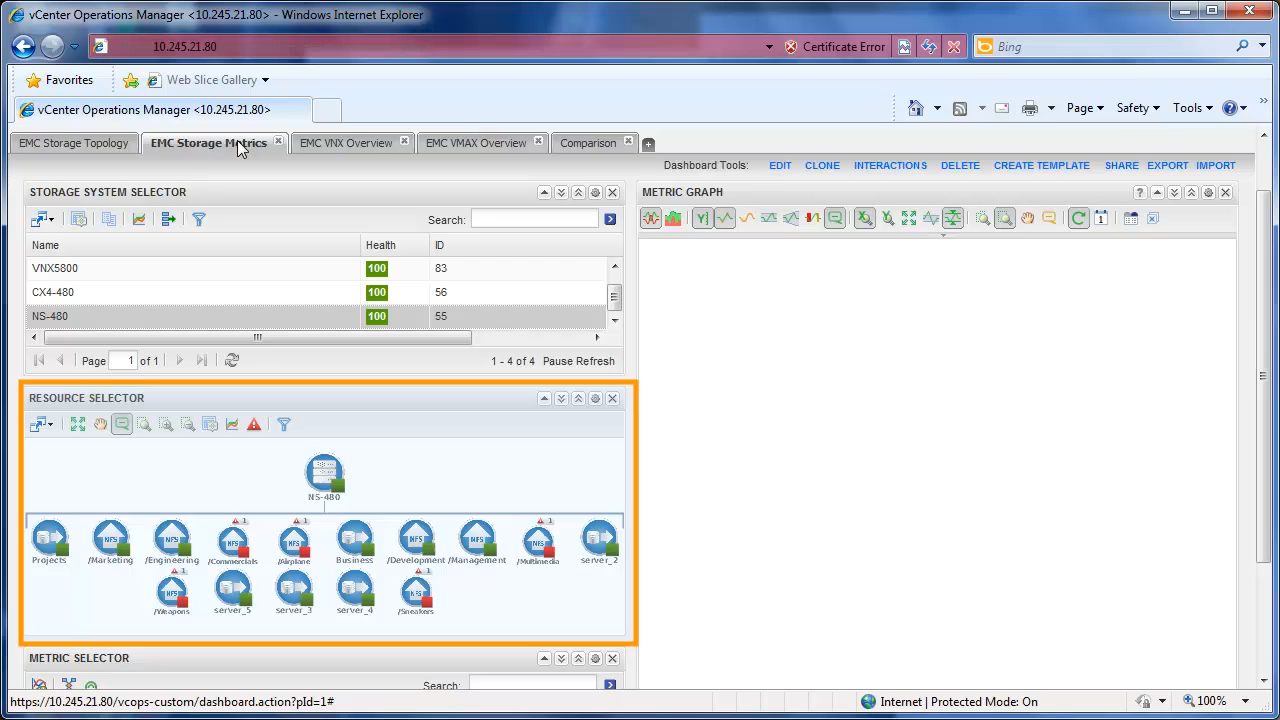 vCenter Operations Manager <10.245.21.80> - Windows Internet Explorer
10.245.21.80
Certificate Error
Bing
Favorites
Web Slice Gallery
vCenter Operations Manager <10.245.21.80>
Page
Safety
Tools
EMC Storage Topology
EMC Storage Metrics
EMC VNX Overview
EMC VMAX Overview
Comparison
Dashboard Tools: EDIT CLONE INTERACTIONS DELETE CREATE TEMPLATE SHARE EXPORT IMPORT
STORAGE SYSTEM SELECTOR
Search:
Name Health ID
VNX5800 100 83
CX4-480 100 56
NS-480 100 55
Page 1 of 1
1 - 4 of 4 Pause Refresh
METRIC GRAPH
RESOURCE SELECTOR
NS-480
1 1 1
Projects /Marketing /Engineering /Commercials /Airplane Business /Development /Management /Multimedia server_2
1 1
/Weapons server_5 server_3 server_4 /Sneakers
METRIC SELECTOR
Search:
https://10.245.21.80/vcops-custom/dashboard.action?pId=1#
Internet | Protected Mode: On
100%